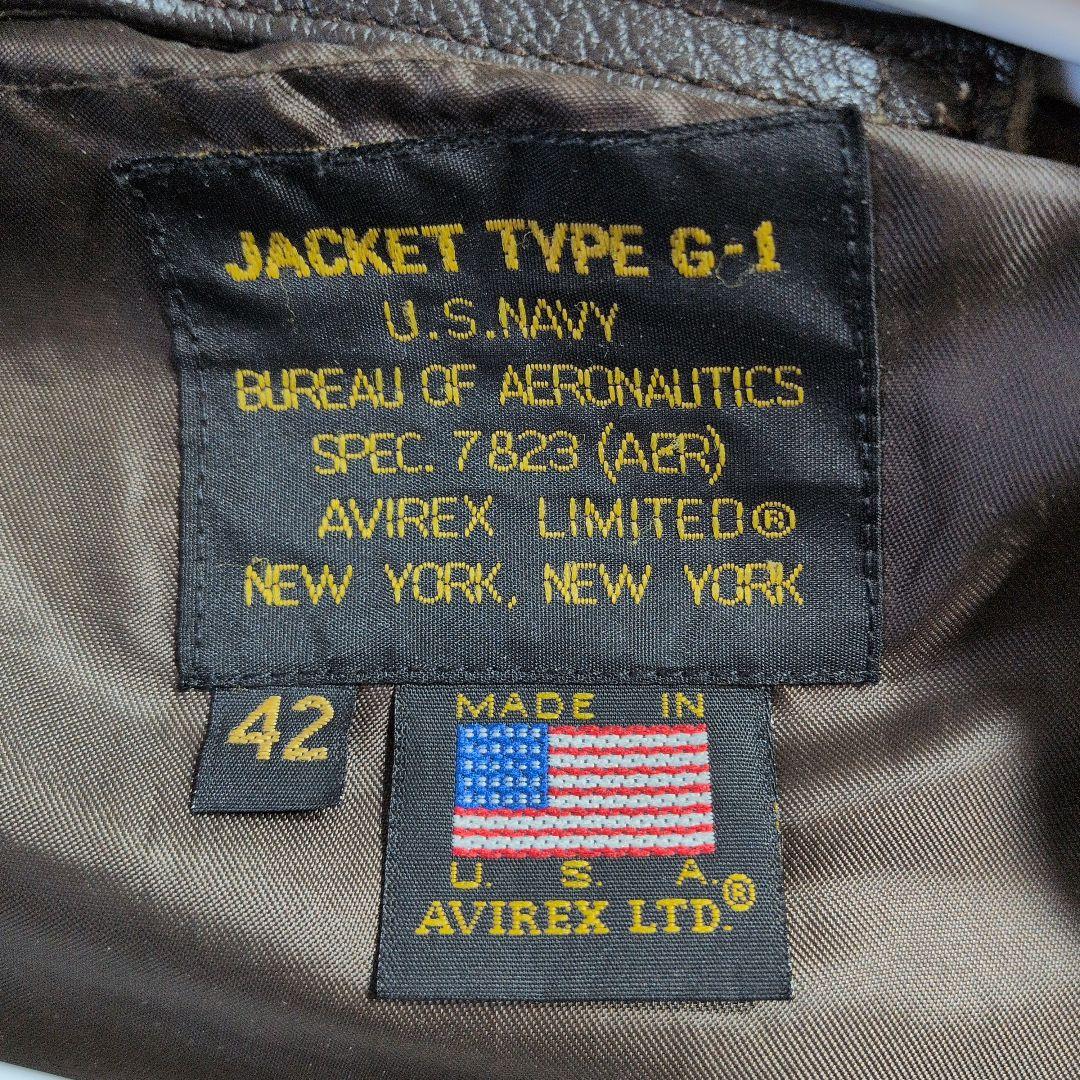 JACKET TYPE G-1
U.S.NAVY
BUREAU OF AERONAUTICS
SPEC. 7823 (AER)
AVIREX LIMITED®
NEW YORK, NEW YORK
42
MADE IN
U. S. A.
AVIREX LTD.®